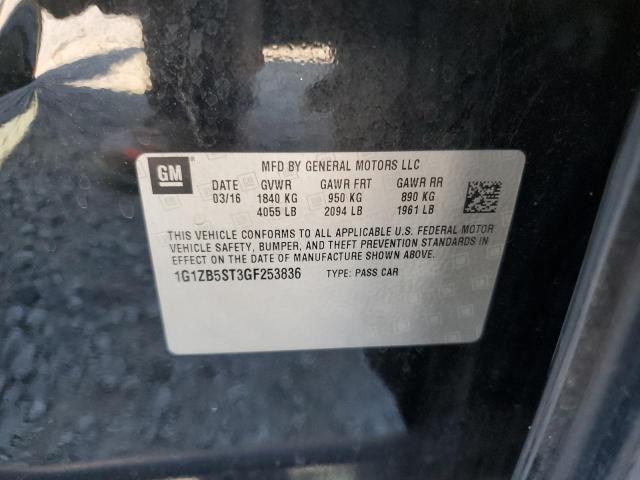 GM
MFD BY GENERAL MOTORS LLC
DATE GVWR GAWR FRT GAWR RR
03/16 1840 KG 950 KG 890 KG
4055 LB 2094 LB 1961 LB
THIS VEHICLE CONFORMS TO ALL APPLICABLE U.S. FEDERAL MOTOR
VEHICLE SAFETY, BUMPER, AND THEFT PREVENTION STANDARDS IN
EFFECT ON THE DATE OF MANUFACTURE SHOWN ABOVE.
1G1ZB5ST3GF253836 TYPE: PASS CAR